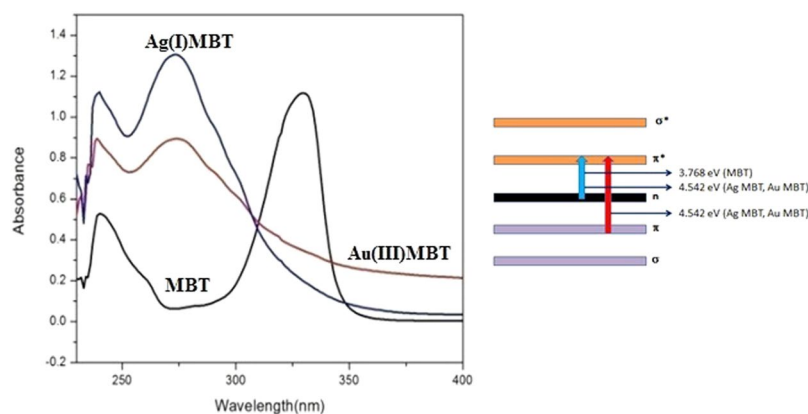 1.4
1.2
1.0
0.8
0.6
0.4
0.2
0.0
-0.2
Absorbance
Ag(I)MBT
MBT
Au(III)MBT
250 300 350 400
Wavelength(nm)
σ*
π*
3.768 eV (MBT)
4.542 eV (Ag MBT, Au MBT)
n
4.542 eV (Ag MBT, Au MBT)
π
σ